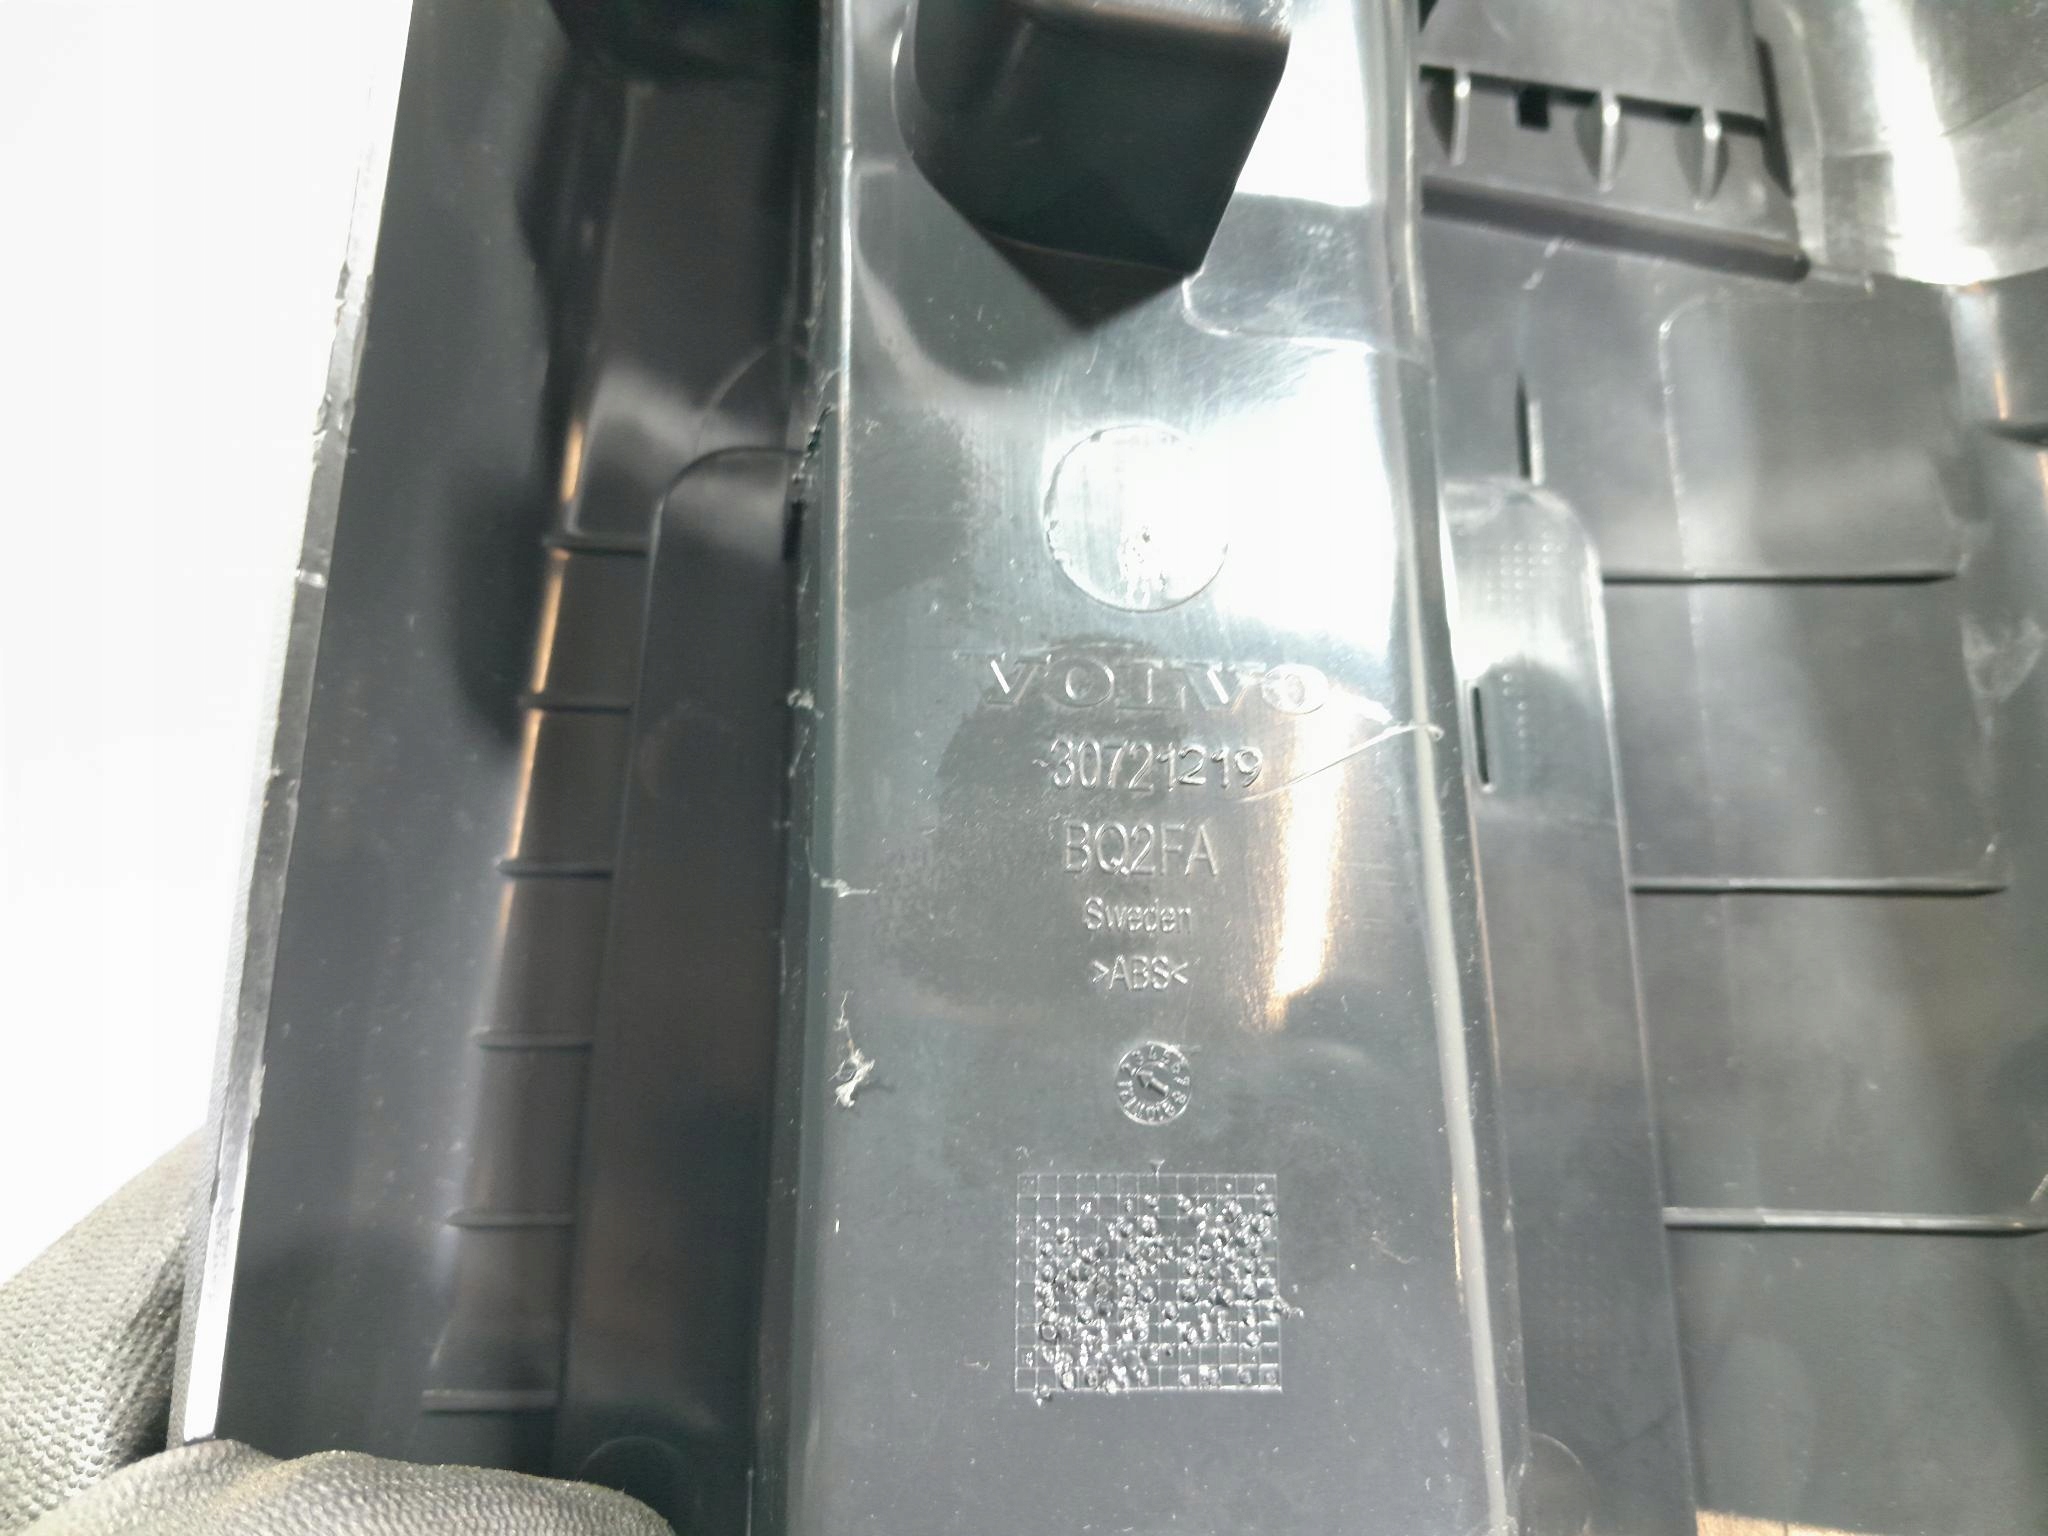 VOLVO
30721219
BQ2FA
Sweden
>ABS<